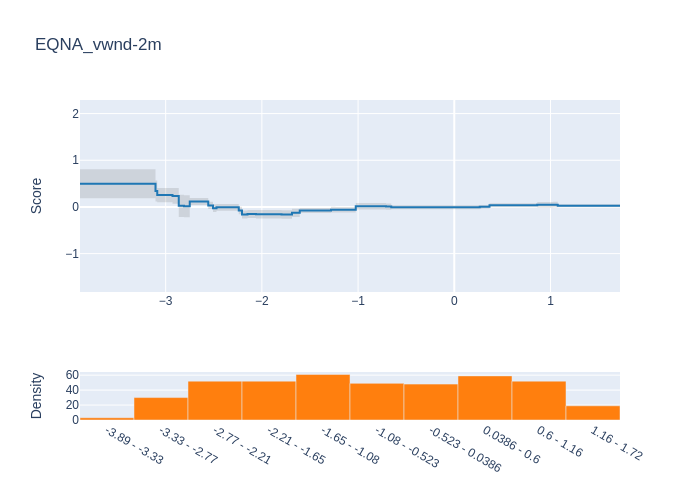 EQNA_vwnd-2m
Score
2
1
0
−1
−3
−2
−1
0
1
Density
60
40
20
0
-3.89 - -3.33
-3.33 - -2.77
-2.77 - -2.21
-2.21 - -1.65
-1.65 - -1.08
-1.08 - -0.523
-0.523 - 0.0386
0.0386 - 0.6
0.6 - 1.16
1.16 - 1.72